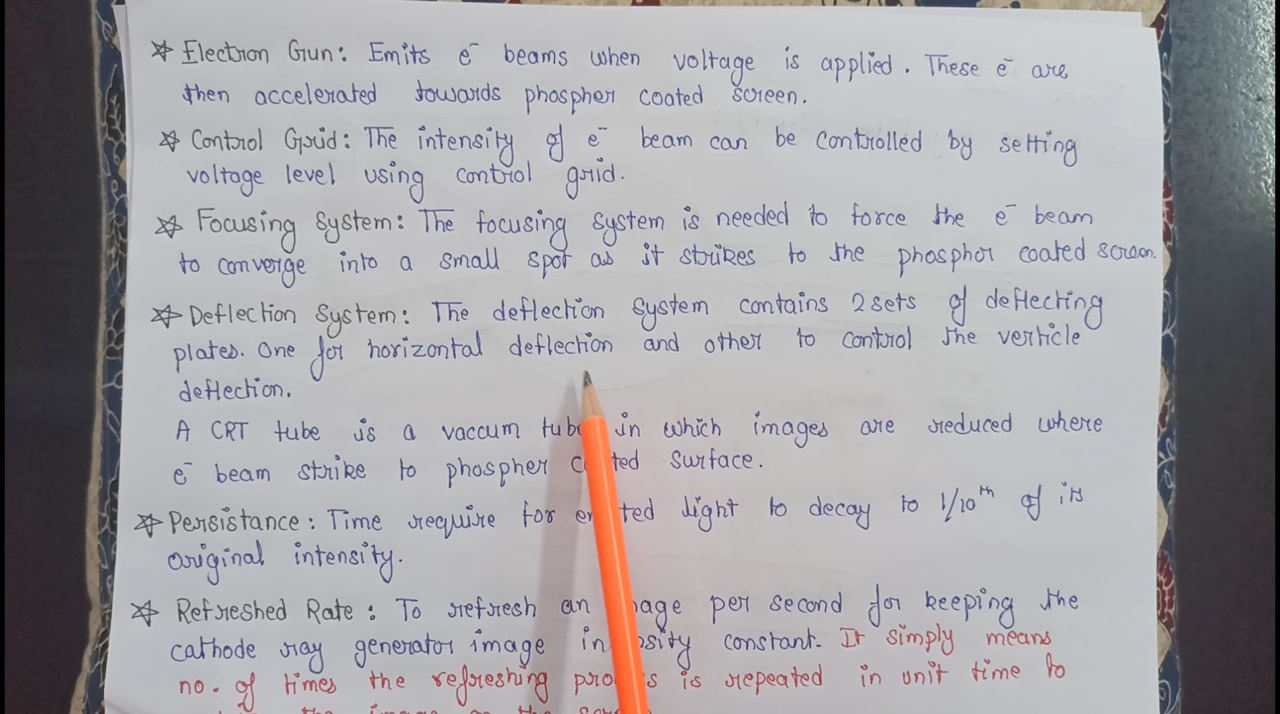 ☆ Electron Gun: Emits e⁻ beams when voltage is applied. These e⁻ are
then accelerated towards phospher coated screen.
☆ Control Grid: The intensity of e⁻ beam can be controlled by setting
voltage level using control grid.
☆ Focusing System: The focusing system is needed to force the e⁻ beam
to converge into a small spot as it strikes to the phosphor coated screen.
☆ Deflection System: The deflection system contains 2 sets of deflecting
plates. One for horizontal deflection and other to control the verticle
deflection.
A CRT tube is a vaccum tube in which images are reduced where
e⁻ beam strike to phospher surface.
☆ Persistance: Time require for light to decay to 1/10ᵗʰ of its
original intensity.
☆ Refreshed Rate: To refresh an per second for keeping the
cathode ray generator image constant. It simply means
no. of times the refreshing is repeated in unit time to
the image on the